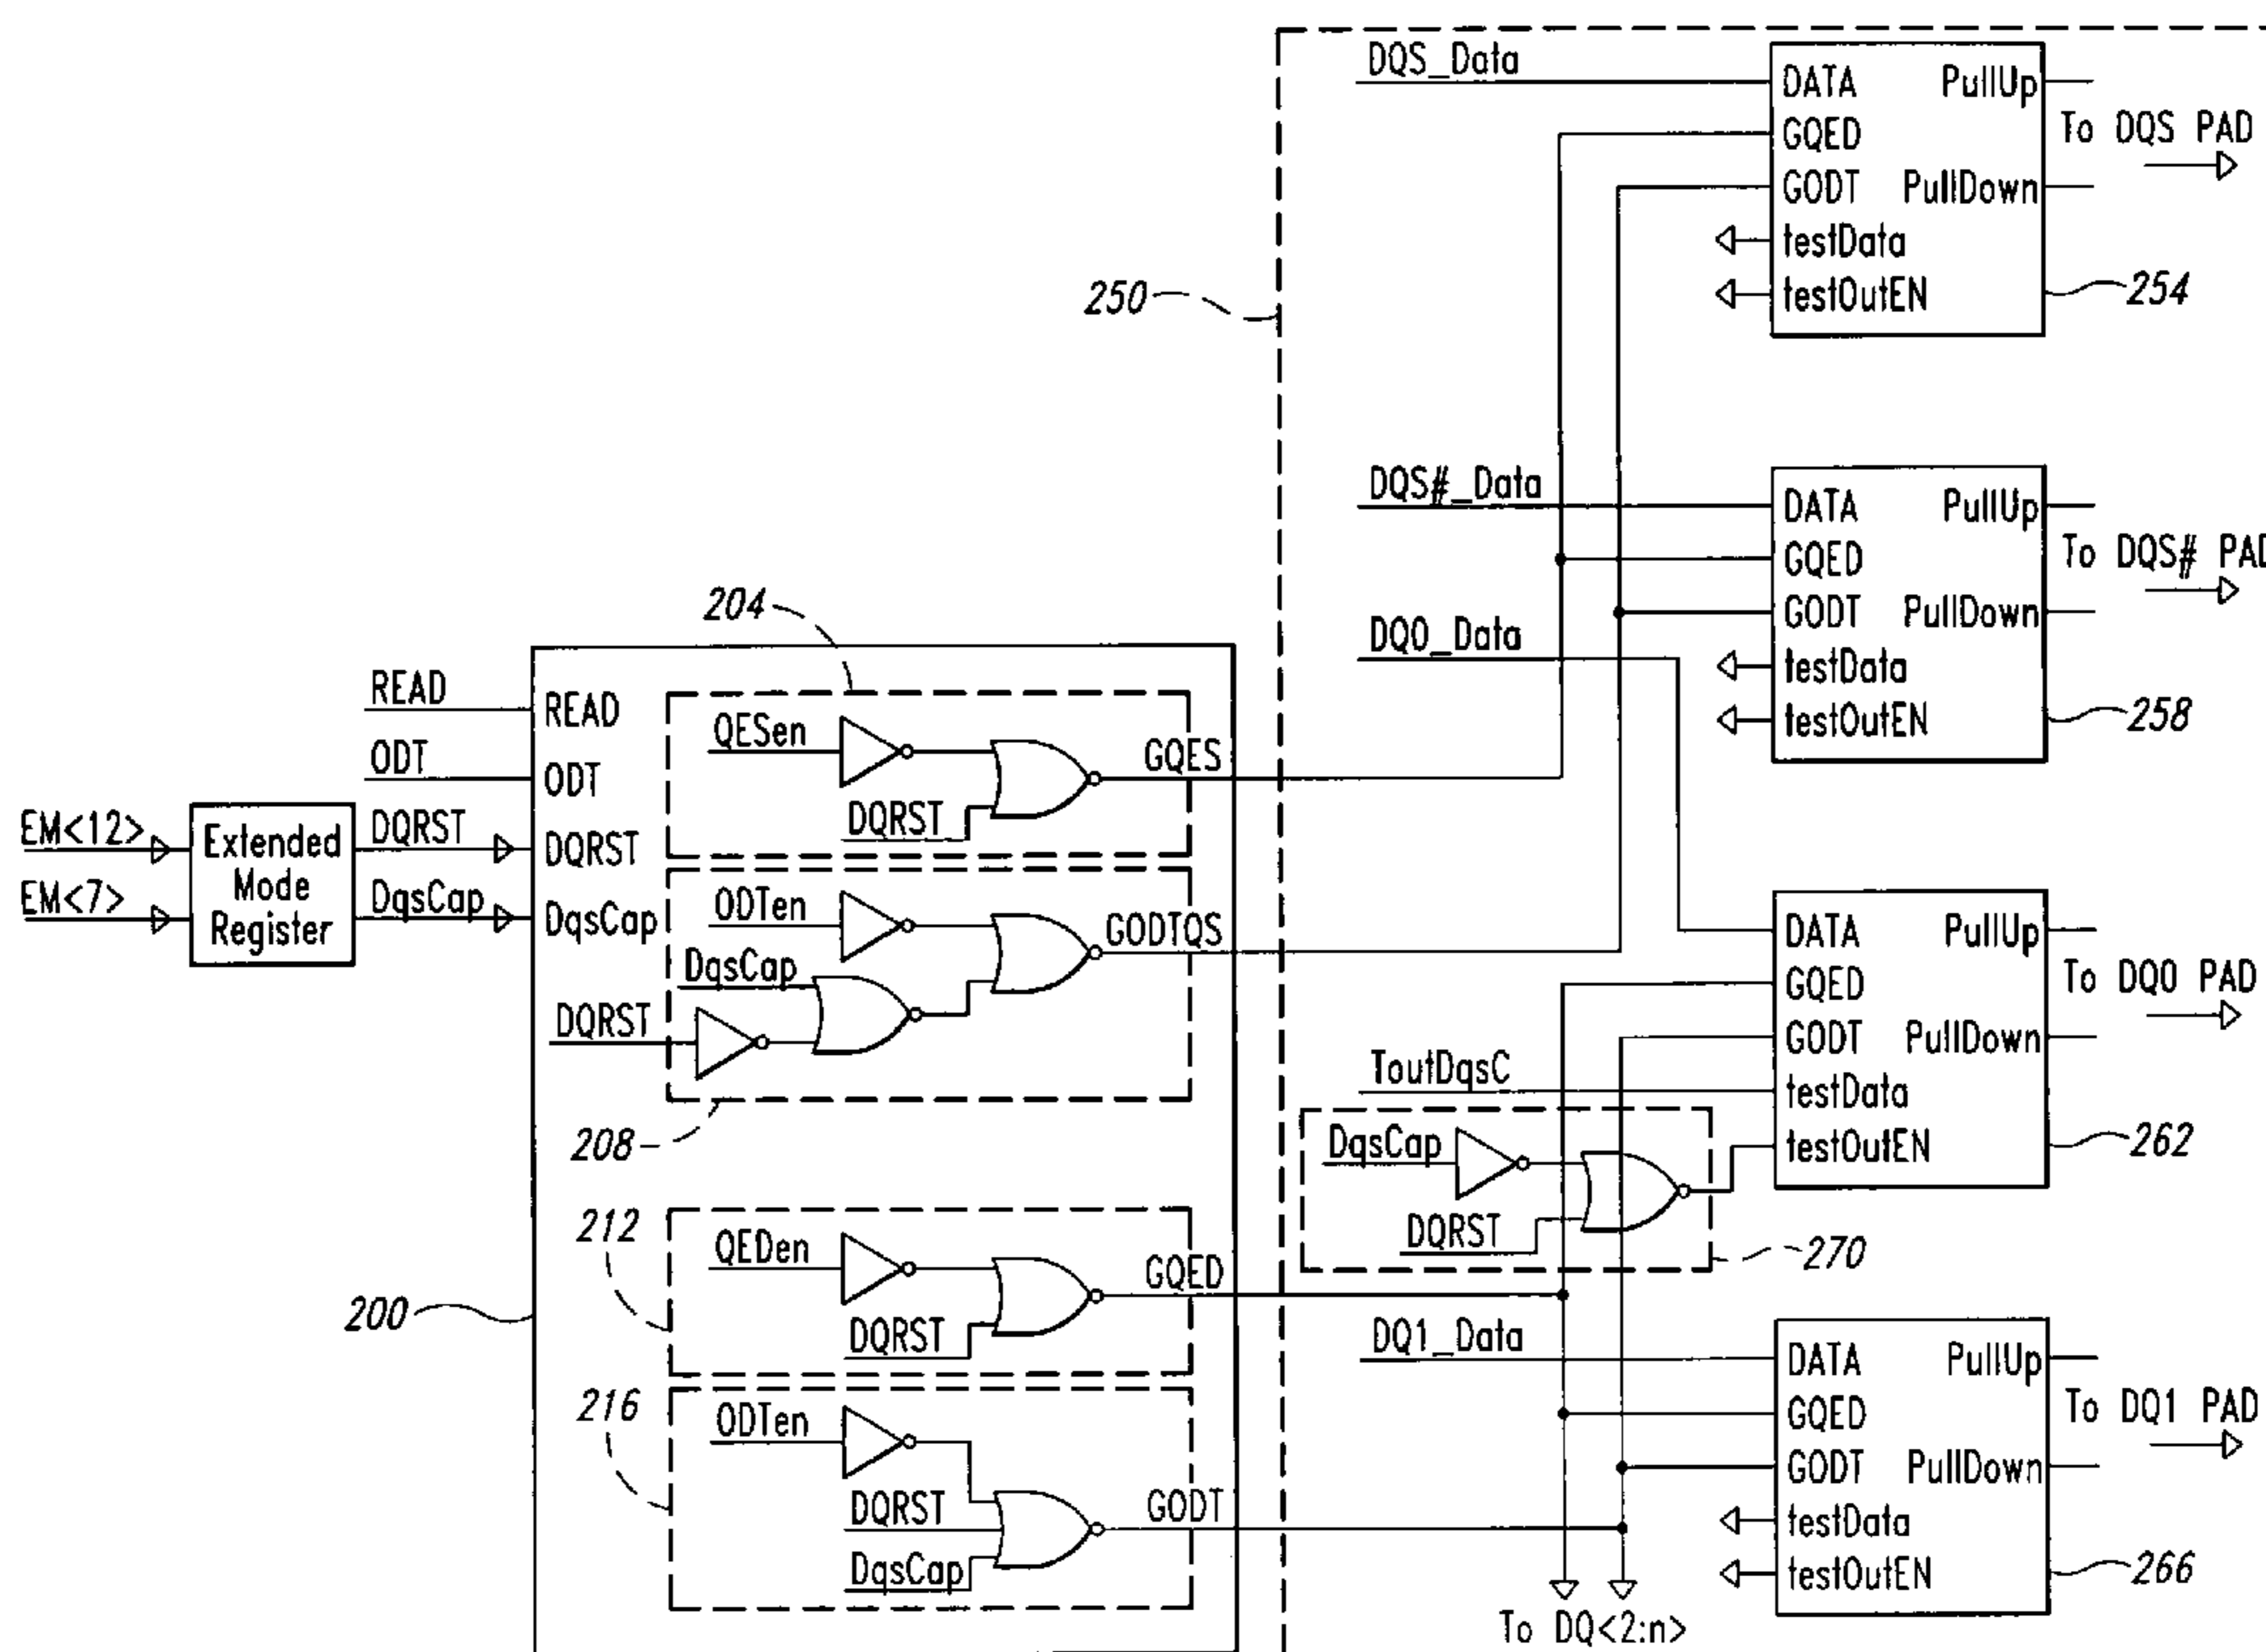 DQS_Data
DATA
PullUp
GQED
To DQS PAD
GODT
PullDown
testData
testOutEN
250
254
DQS#_Data
DATA
PullUp
GQED
To DQS# PAD
GODT
PullDown
DQ0_Data
testData
testOutEN
258
204
READ
READ
ODT
ODT
EM<12>
EM<7>
Extended
Mode
Register
DQRST
DQRST
DqsCap
DqsCap
QESen
DQRST
GQES
ODTen
DqsCap
DQRST
GODTQS
208
DATA
PullUp
GQED
To DQ0 PAD
GODT
PullDown
ToutDqsC
testData
testOutEN
262
DqsCap
DQRST
270
212
QEDen
DQRST
GQED
200
216
ODTen
DQRST
DqsCap
GODT
DQ1_Data
DATA
PullUp
GQED
To DQ1 PAD
GODT
PullDown
testData
testOutEN
266
To DQ<2:n>